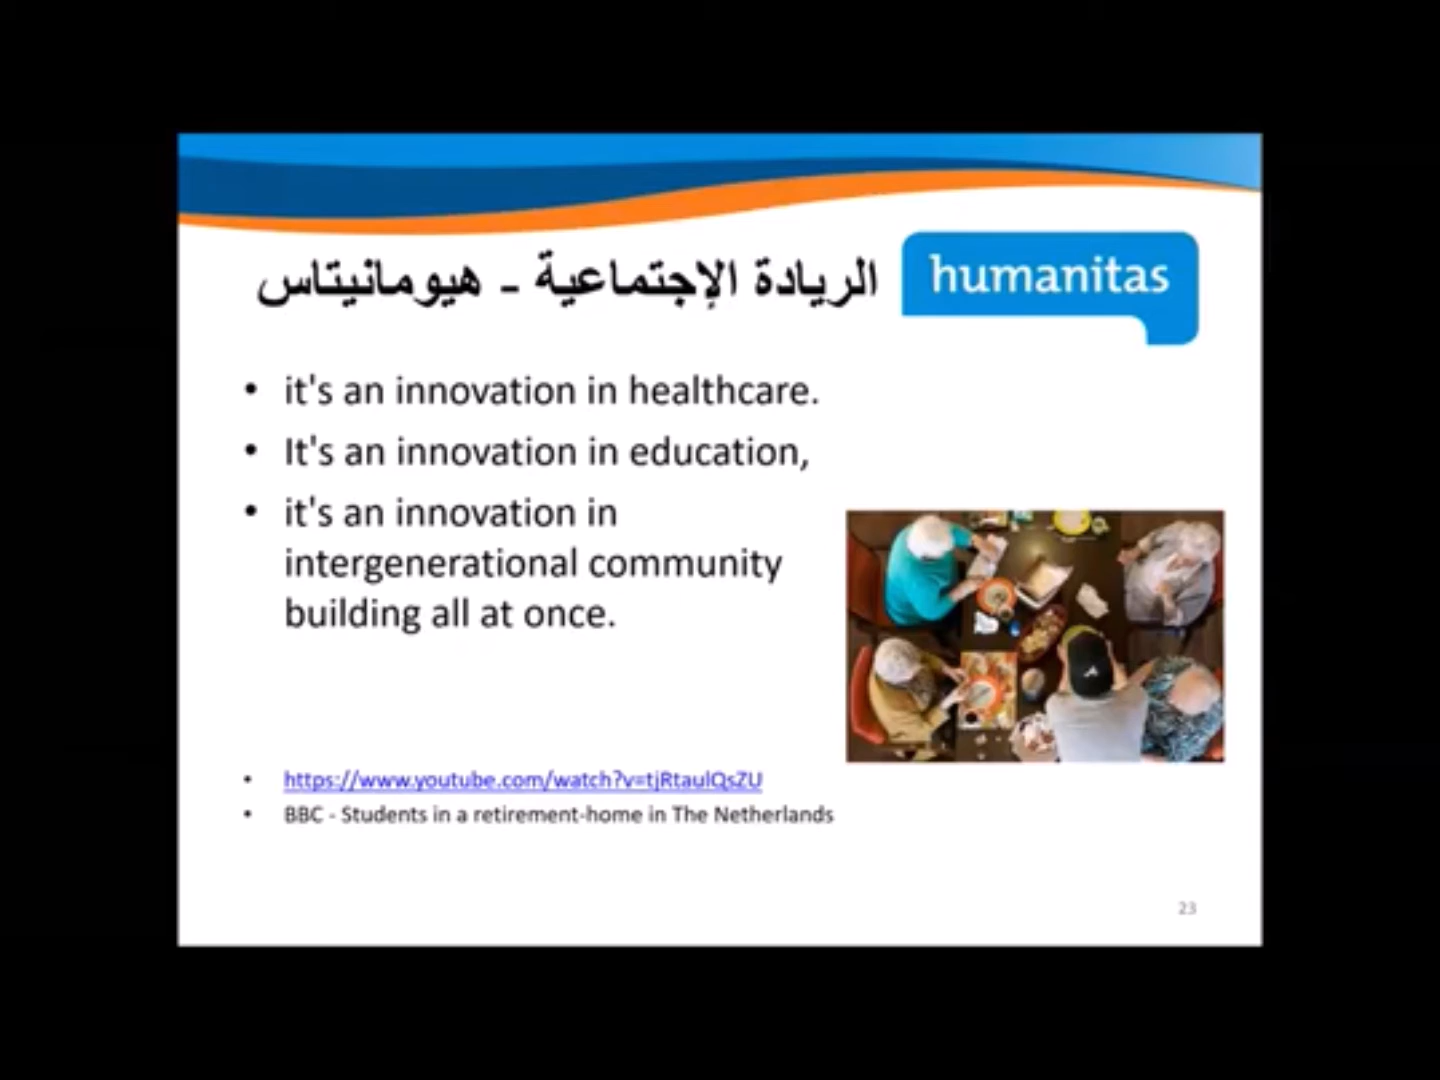 الريادة الإجتماعية - هيومانيتاس
humanitas
• it's an innovation in healthcare.
• It's an innovation in education,
• it's an innovation in
intergenerational community
building all at once.
• https://www.youtube.com/watch?v=tjRtaulQsZU
• BBC - Students in a retirement-home in The Netherlands
23